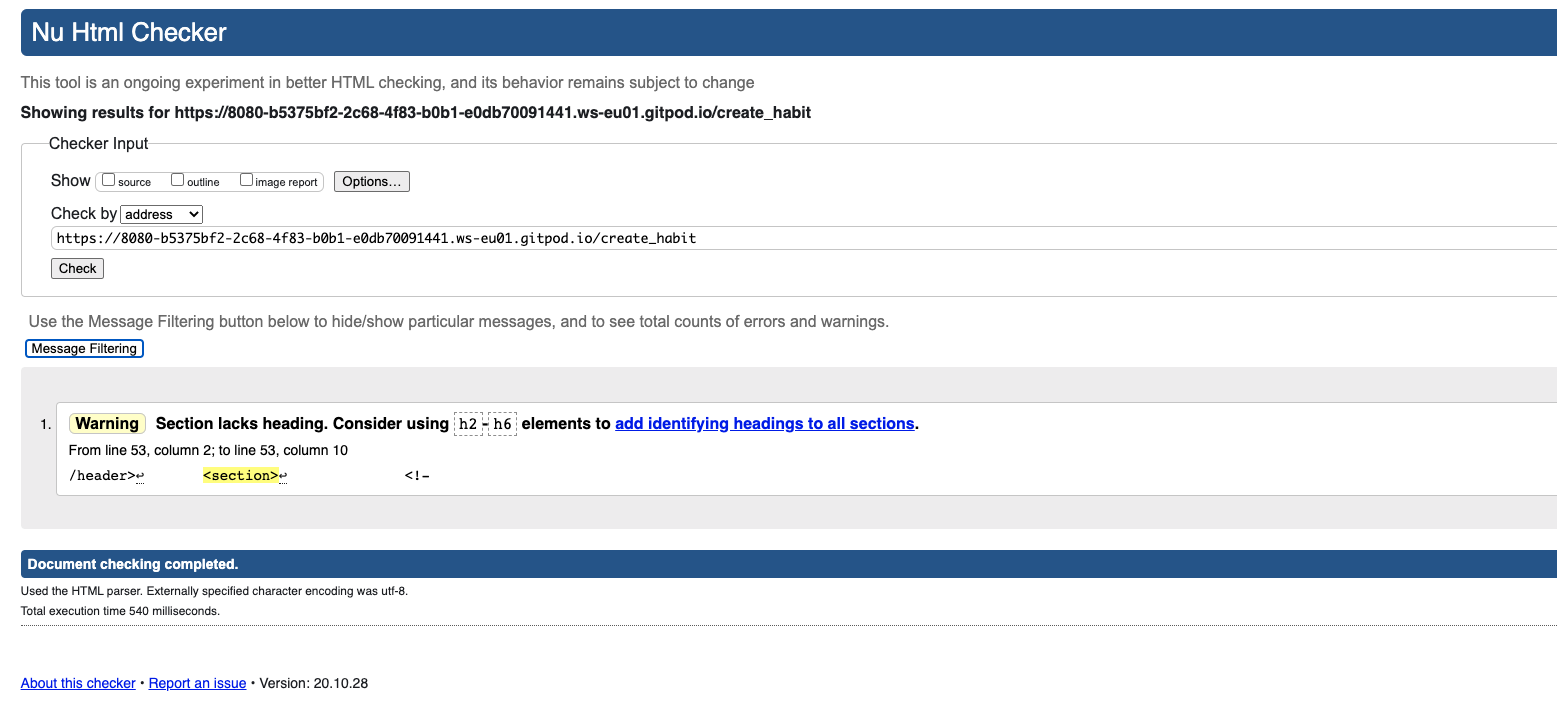 Nu Html Checker
This tool is an ongoing experiment in better HTML checking, and its behavior remains subject to change
Showing results for https://8080-b5375bf2-2c68-4f83-b0b1-e0db70091441.ws-eu01.gitpod.io/create_habit
Checker Input
Show source outline image report Options...
Check by address
https://8080-b5375bf2-2c68-4f83-b0b1-e0db70091441.ws-eu01.gitpod.io/create_habit
Check
Use the Message Filtering button below to hide/show particular messages, and to see total counts of errors and warnings.
Message Filtering
1. Warning Section lacks heading. Consider using h2-h6 elements to add identifying headings to all sections.
From line 53, column 2; to line 53, column 10
/header>↩ <section>↩ <!–
Document checking completed.
Used the HTML parser. Externally specified character encoding was utf-8.
Total execution time 540 milliseconds.
About this checker • Report an issue • Version: 20.10.28